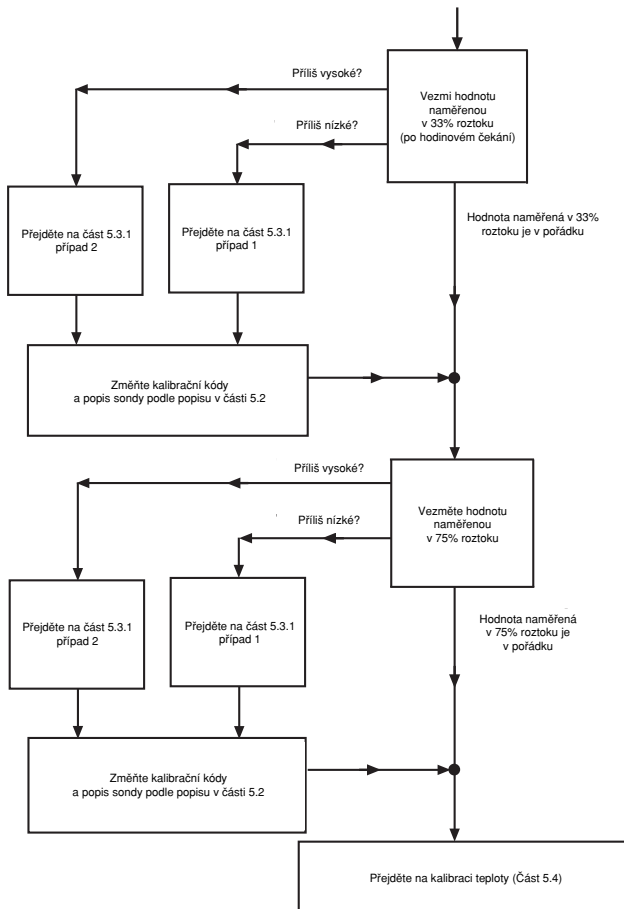 Příliš vysoké?
Vezmi hodnotu
naměřenou
v 33% roztoku
(po hodinovém čekání)
Příliš nízké?
Přejděte na část 5.3.1
případ 2
Přejděte na část 5.3.1
případ 1
Hodnota naměřená v 33%
roztoku je v pořádku
Změňte kalibrační kódy
a popis sondy podle popisu v části 5.2
Příliš vysoké?
Vezměte hodnotu
naměřenou
v 75% roztoku
Příliš nízké?
Přejděte na část 5.3.1
případ 2
Přejděte na část 5.3.1
případ 1
Hodnota naměřená
v 75% roztoku je
v pořádku
Změňte kalibrační kódy
a popis sondy podle popisu v části 5.2
Přejděte na kalibraci teploty (Část 5.4)